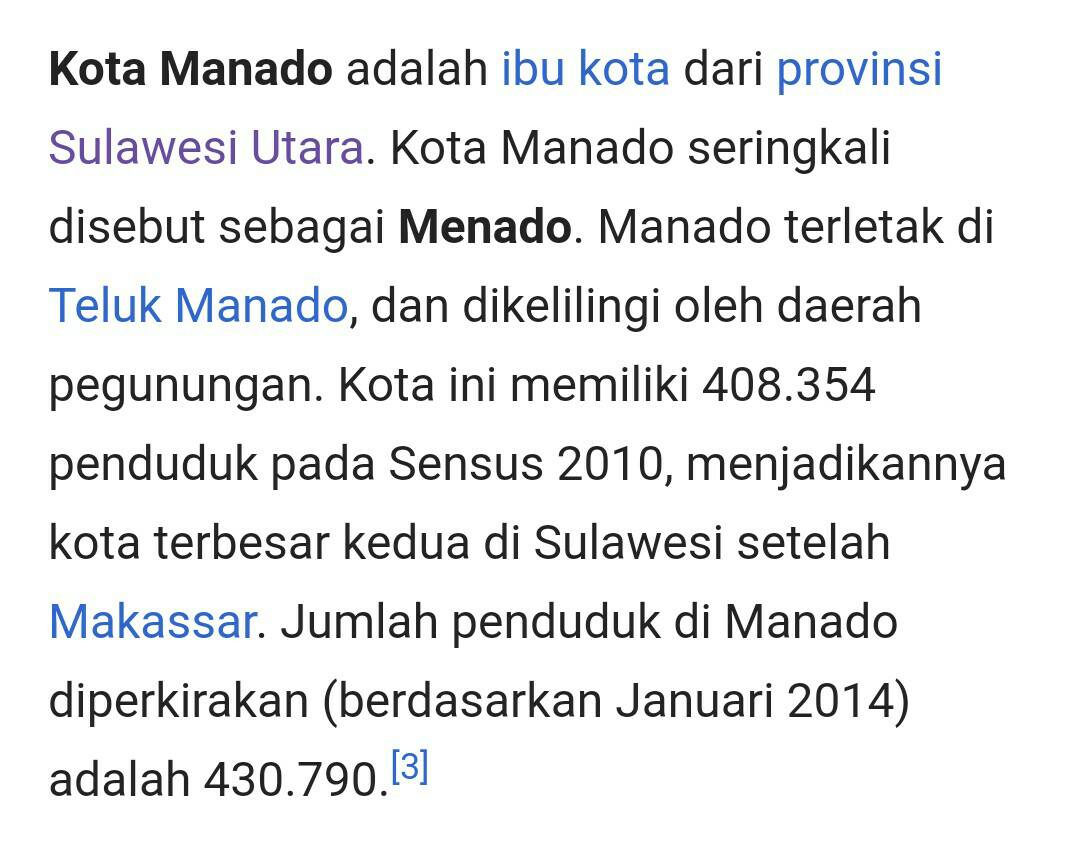 Kota Manado adalah ibu kota dari provinsi
Sulawesi Utara. Kota Manado seringkali
disebut sebagai Menado. Manado terletak di
Teluk Manado, dan dikelilingi oleh daerah
pegunungan. Kota ini memiliki 408.354
penduduk pada Sensus 2010, menjadikannya
kota terbesar kedua di Sulawesi setelah
Makassar. Jumlah penduduk di Manado
diperkirakan (berdasarkan Januari 2014)
adalah 430.790.[3]